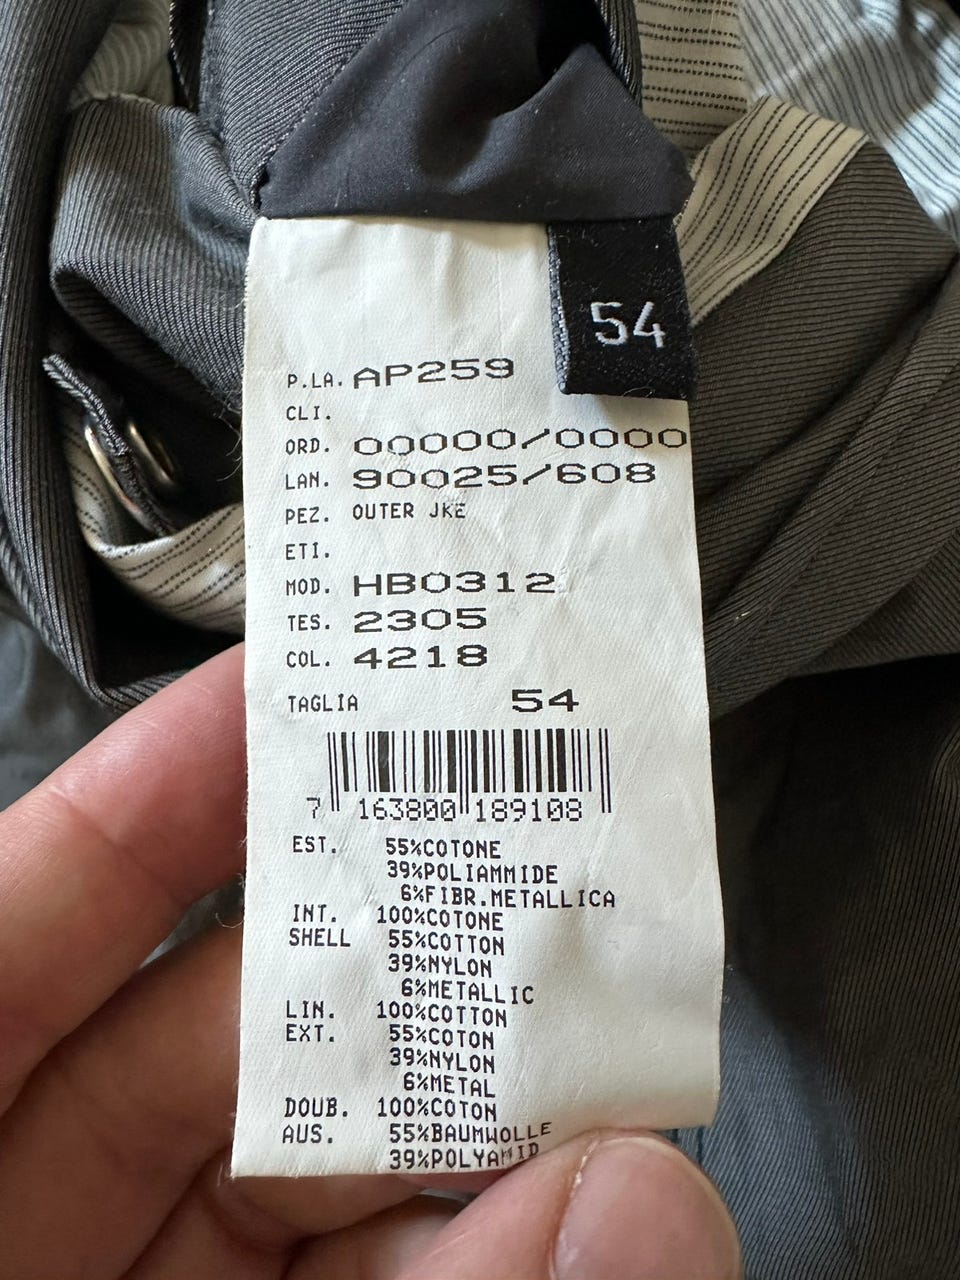 54
P.LA. AP259
CLI.
ORD. 00000/0000
LAN. 90025/608
PEZ. OUTER JKE
ETI.
MOD. HB0312
TES. 2305
COL. 4218
TAGLIA 54
7 163800 189108
EST. 55%COTONE
39%POLIAMMIDE
6%FIBR.METALLICA
INT. 100%COTONE
SHELL 55%COTTON
39%NYLON
6%METALLIC
LIN. 100%COTTON
EXT. 55%COTON
39%NYLON
6%METAL
DOUB. 100%COTON
AUS. 55%BAUMWOLLE
39%POLYAMID